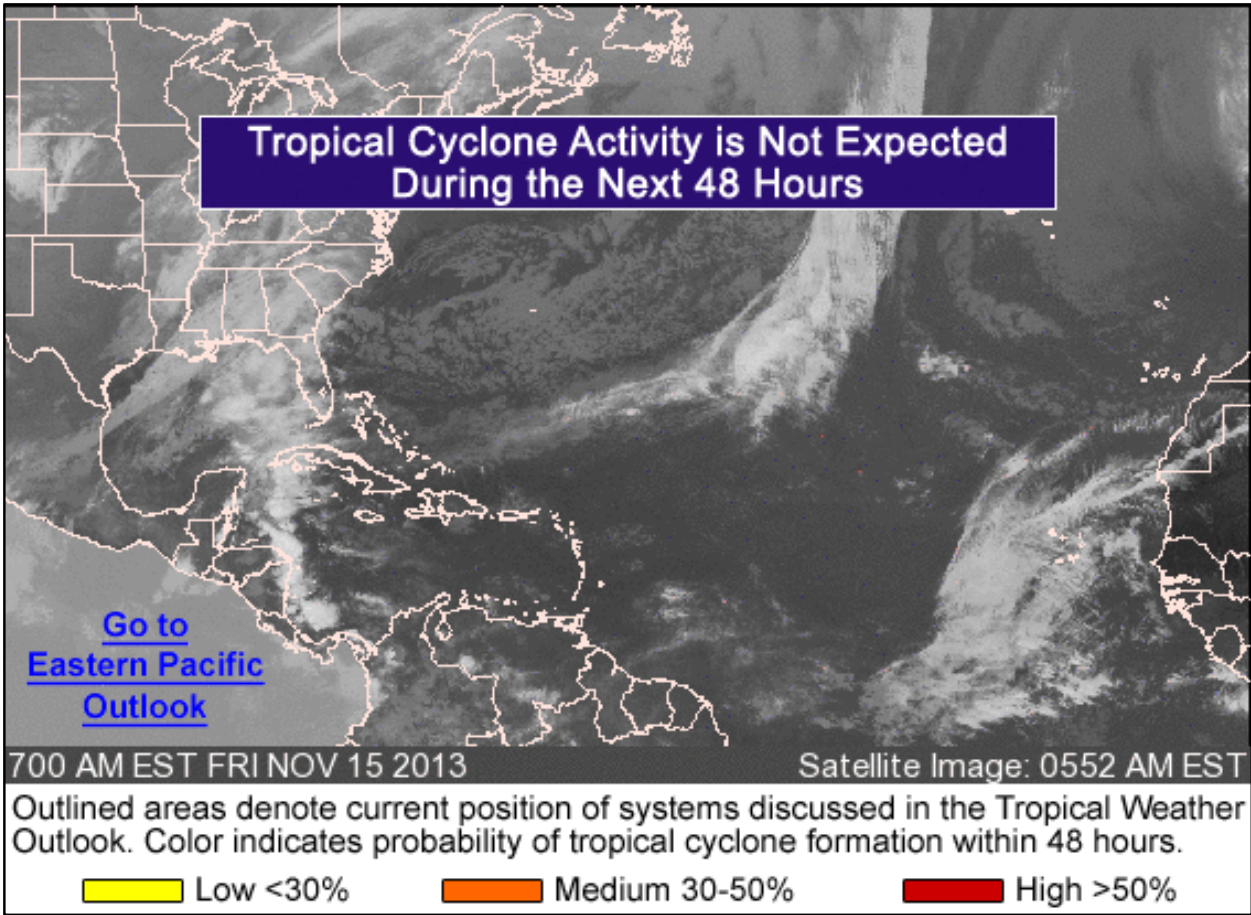 Tropical Cyclone Activity is Not Expected
During the Next 48 Hours
Go to
Eastern Pacific
Outlook
700 AM EST FRI NOV 15 2013
Satellite Image: 0552 AM EST
Outlined areas denote current position of systems discussed in the Tropical Weather
Outlook. Color indicates probability of tropical cyclone formation within 48 hours.
Low <30%
Medium 30-50%
High >50%